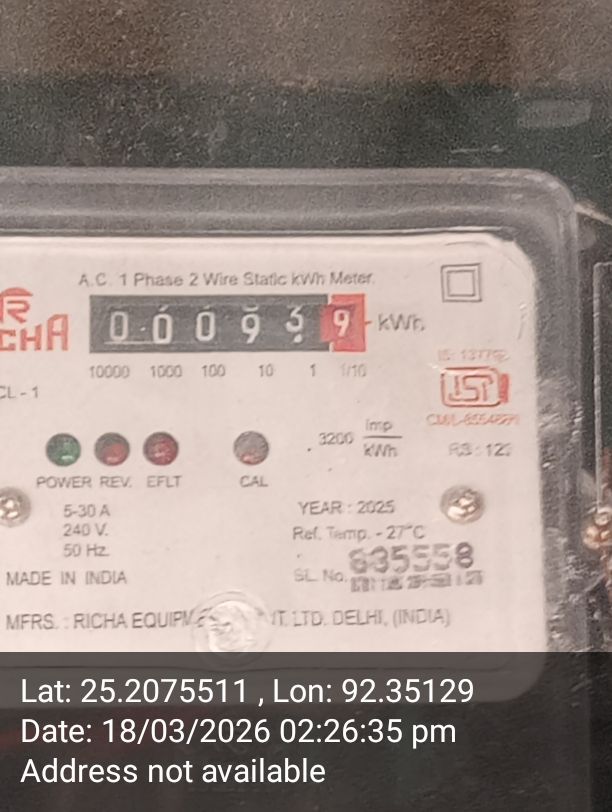 A.C. 1 Phase 2 Wire Static kWh Meter.
RICHA
0 0 0 9 3 9 kWh
10000 1000 100 10 1 1/10
CL - 1
3200 imp/kWh
POWER REV. EFLT CAL
5-30 A
240 V.
50 Hz.
YEAR : 2025
Ref. Temp. - 27°C
SL. No. 635558
MADE IN INDIA
MFRS. : RICHA EQUIPM LTD. DELHI, (INDIA)
Lat: 25.2075511 , Lon: 92.35129
Date: 18/03/2026 02:26:35 pm
Address not available